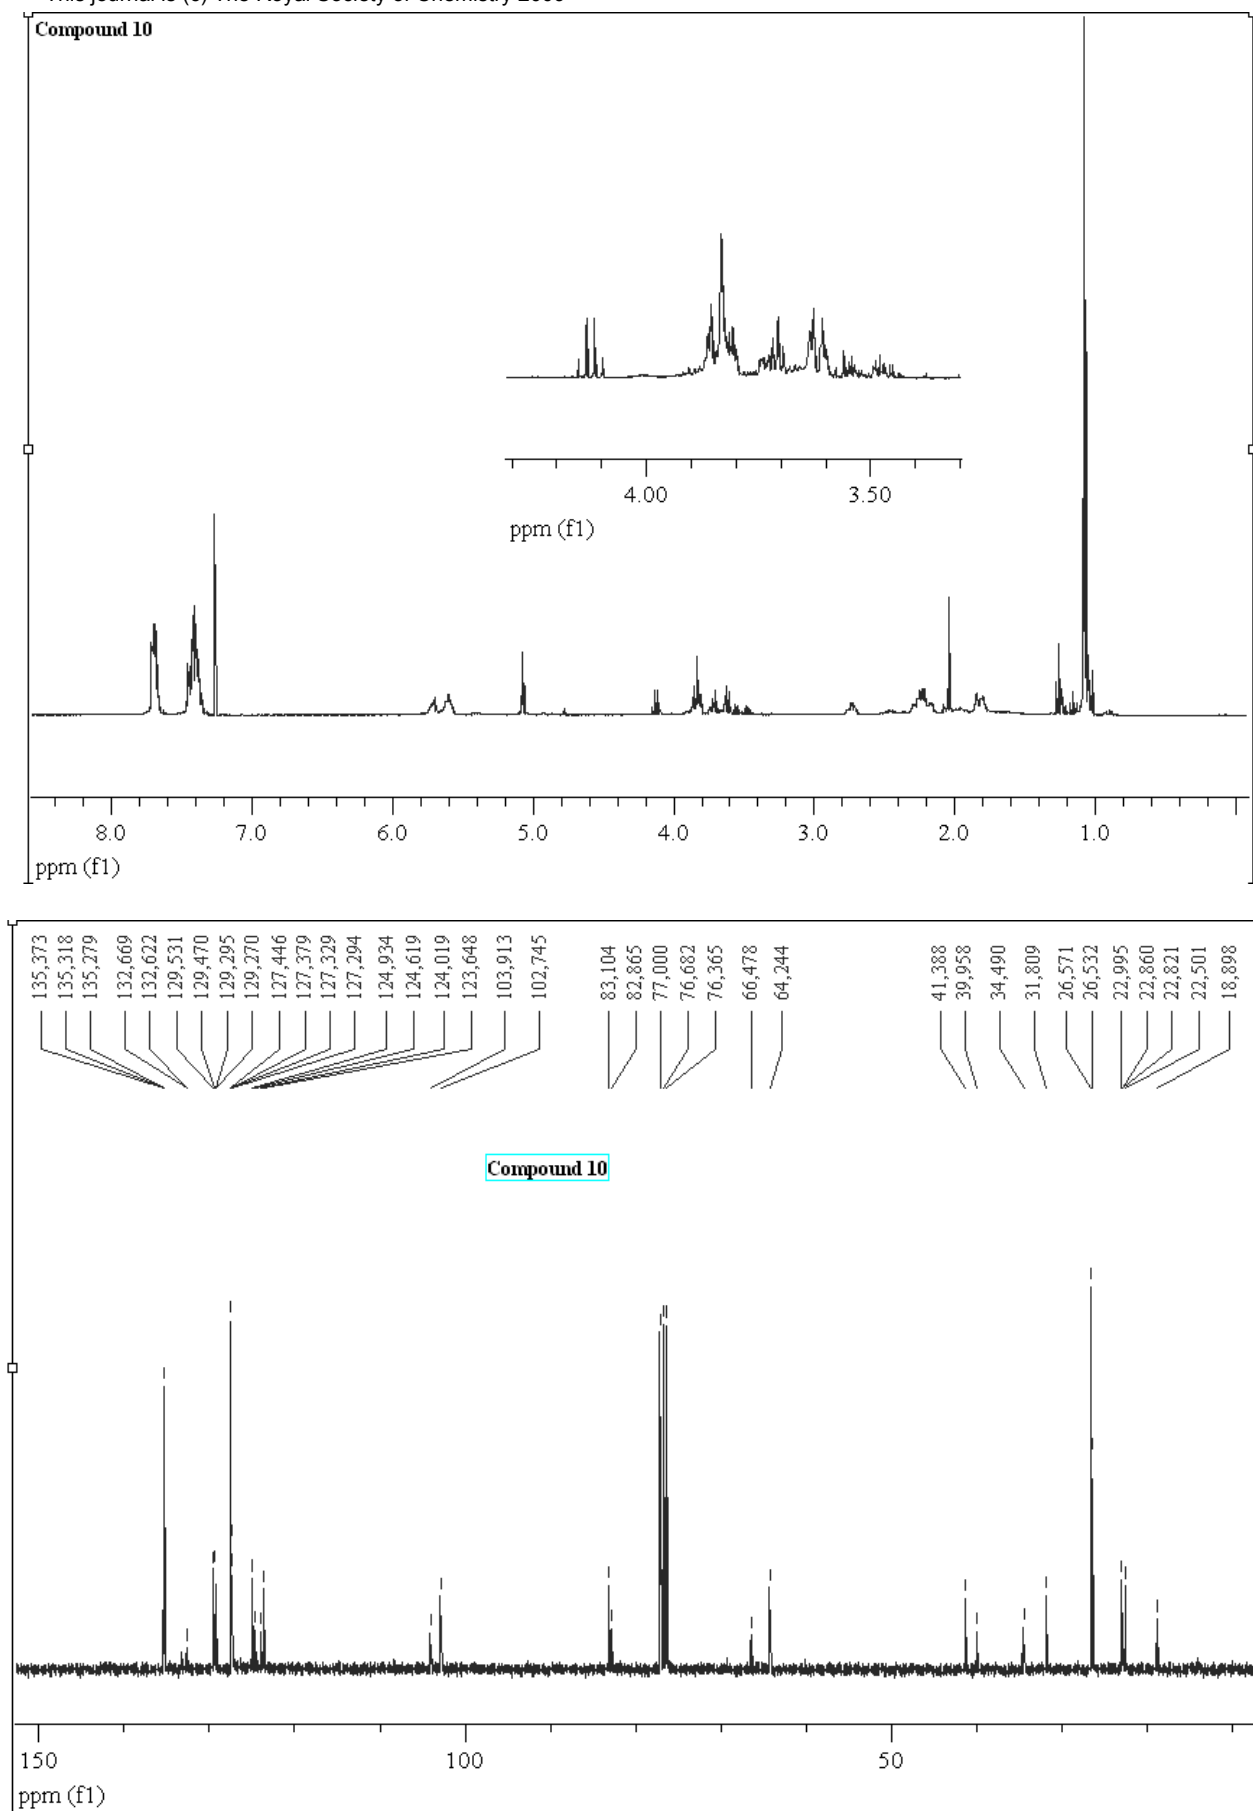 This journal is (c) The Royal Society of Chemistry 2006
Compound 10
4.00 3.50
ppm (f1)
8.0 7.0 6.0 5.0 4.0 3.0 2.0 1.0
ppm (f1)
135,373 135,318 135,279 132,669 132,622 129,531 129,470 129,295 129,270 127,446 127,379 127,329 127,294 124,934 124,619 124,019 123,648 103,913 102,745 83,104 82,865 77,000 76,682 76,365 66,478 64,244 41,388 39,958 34,490 31,809 26,571 26,532 22,995 22,860 22,821 22,501 18,898
Compound 10
150 100 50
ppm (f1)